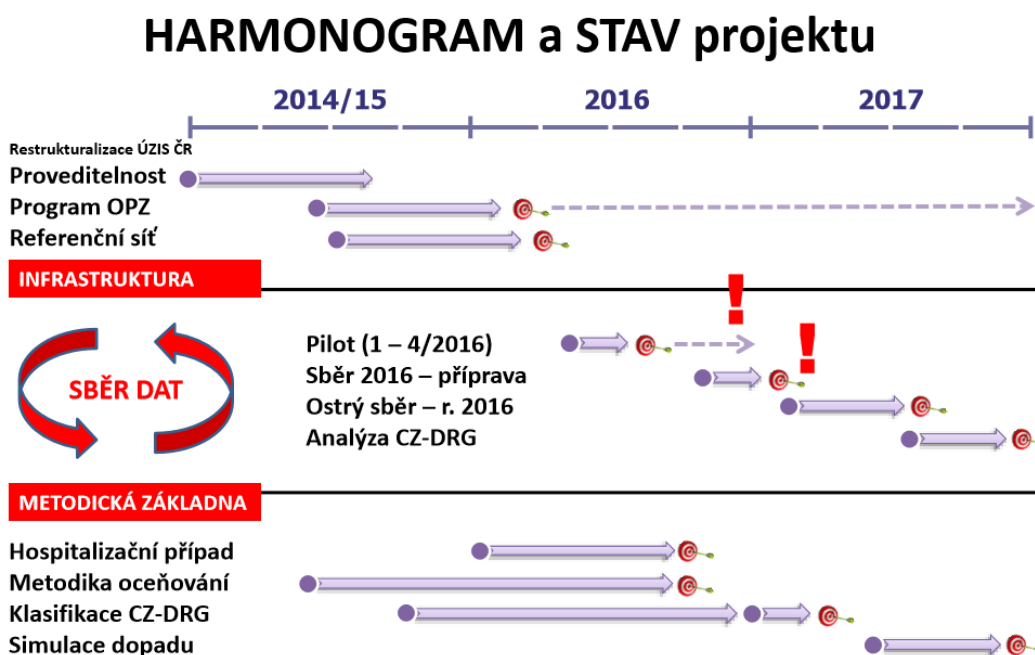 HARMONOGRAM a STAV projektu
2014/15 2016 2017
Restrukturalizace ÚZIS ČR
Proveditelnost
Program OPZ
Referenční síť
INFRASTRUKTURA
! !
Pilot (1 – 4/2016)
Sběr 2016 – příprava
Ostrý sběr – r. 2016
Analýza CZ-DRG
SBĚR DAT
METODICKÁ ZÁKLADNA
Hospitalizační případ
Metodika oceňování
Klasifikace CZ-DRG
Simulace dopadu